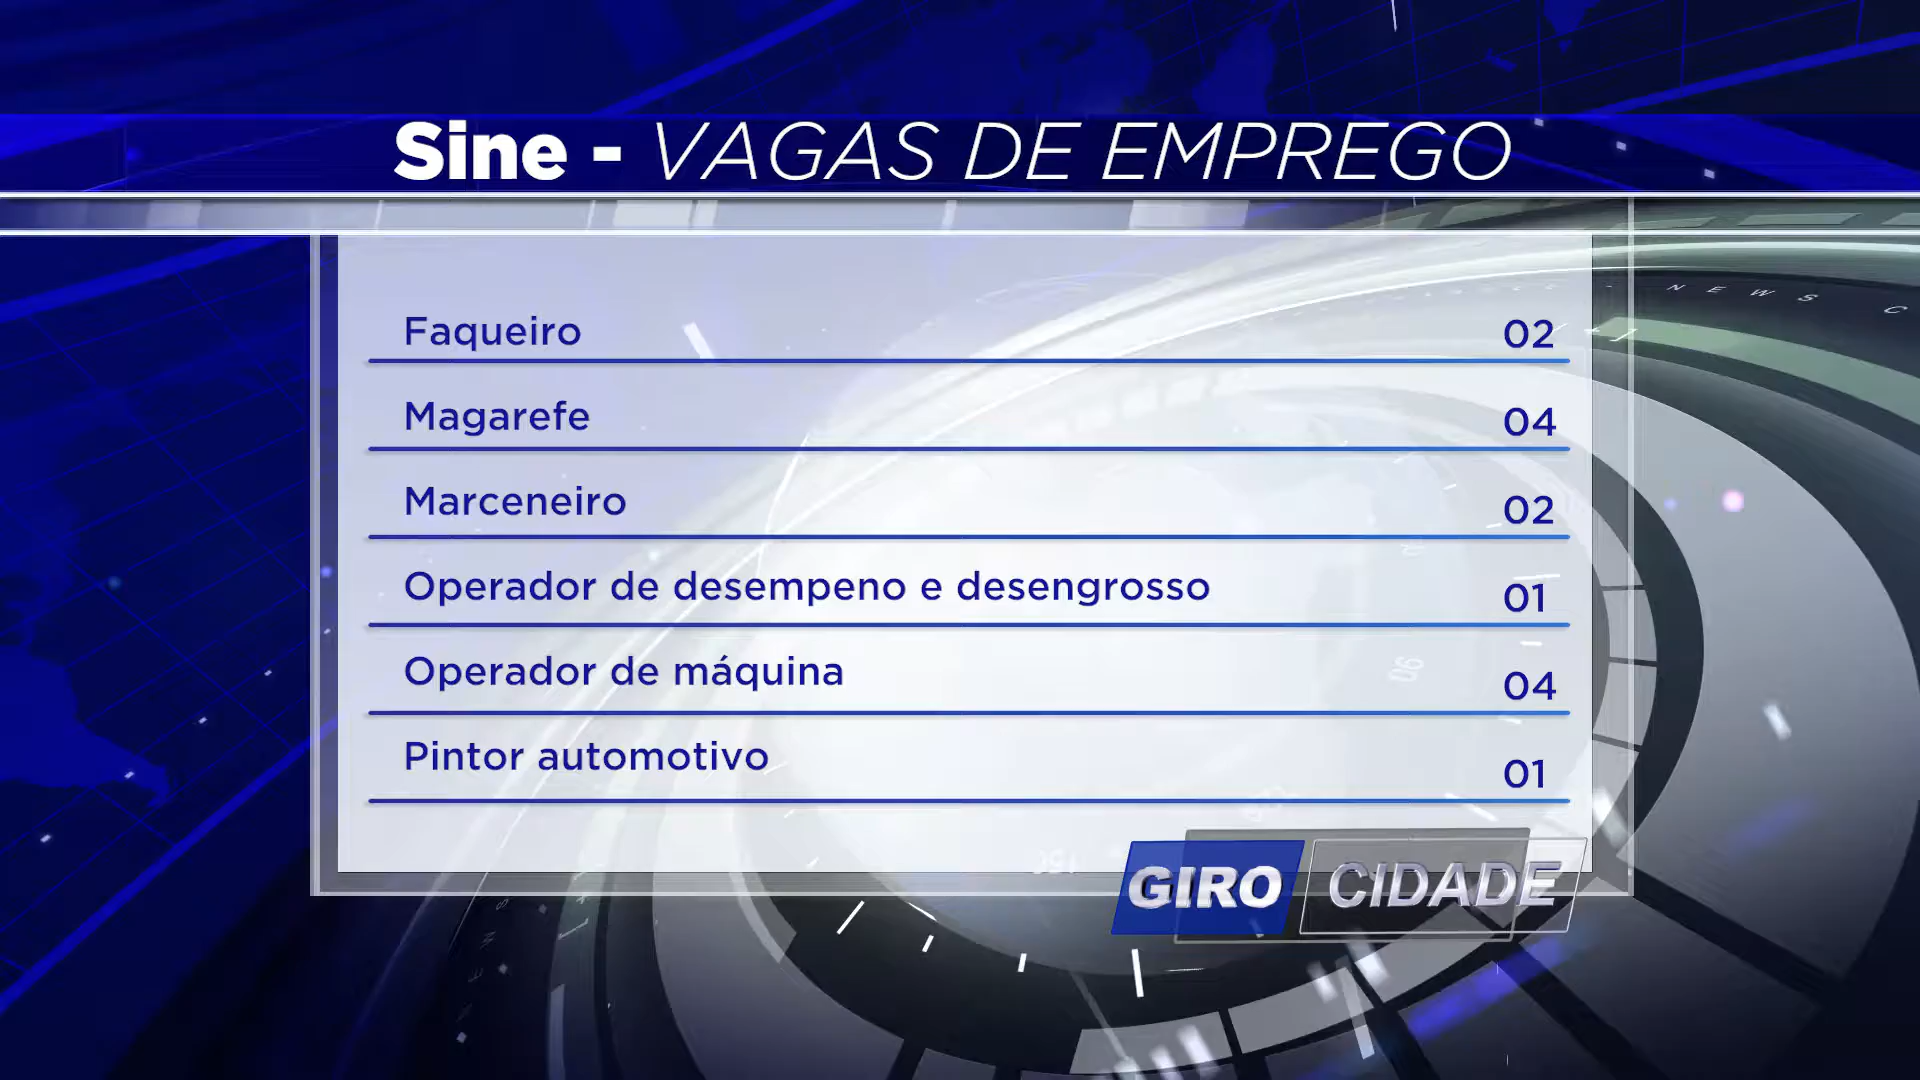 Sine - VAGAS DE EMPREGO
NEWS C
Faqueiro 02
Magarefe 04
Marceneiro 02
Operador de desempeno e desengrosso 01
Operador de máquina 04
Pintor automotivo 01
GIRO CIDADE